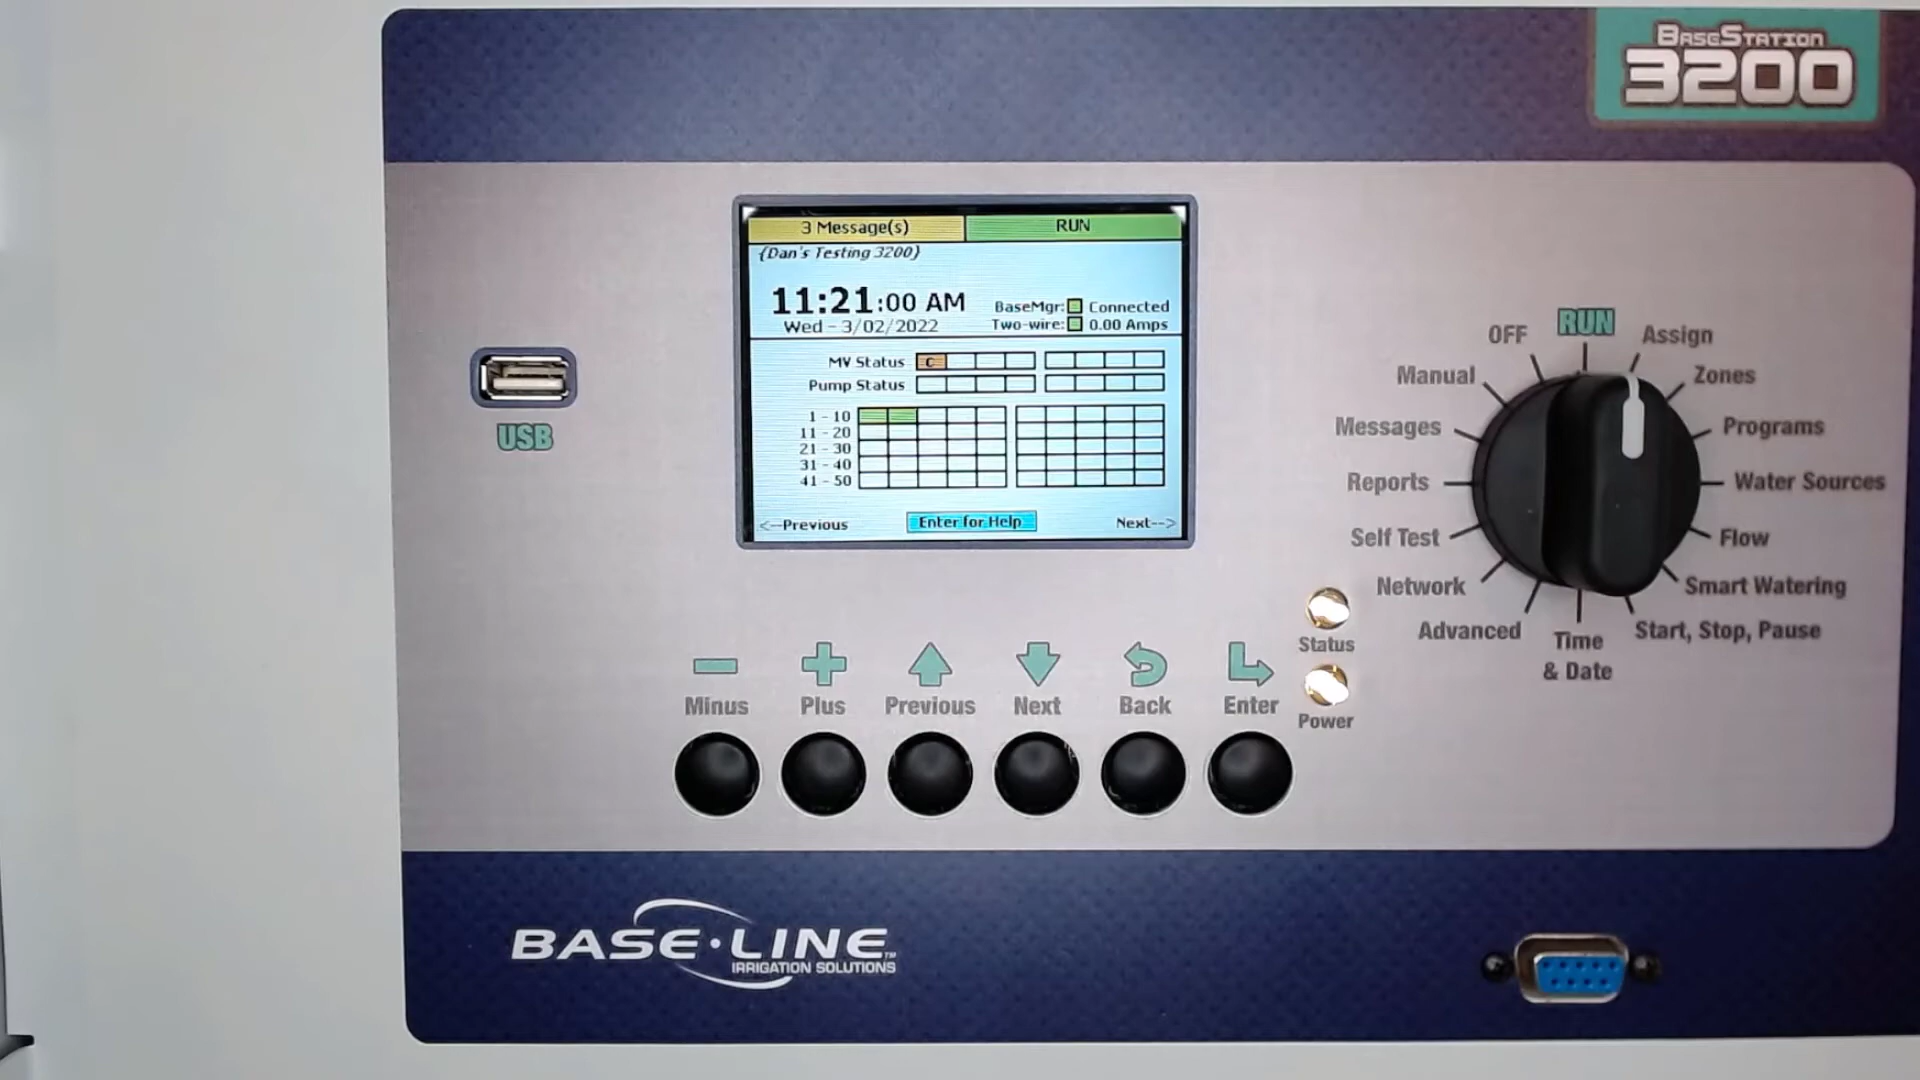 BASESTATION
3200
3 Message(s)
RUN
{Dan's Testing 3200}
11:21:00 AM
Wed - 3/02/2022
BaseMgr: Connected
Two-wire: 0.00 Amps
MV Status C
Pump Status
1 - 10
11 - 20
21 - 30
31 - 40
41 - 50
<--Previous
Enter for Help
Next-->
USB
OFF
RUN
Assign
Manual
Zones
Messages
Programs
Reports
Water Sources
Self Test
Flow
Network
Smart Watering
Advanced
Time
& Date
Start, Stop, Pause
Status
Power
Minus
Plus
Previous
Next
Back
Enter
BASE·LINE™
IRRIGATION SOLUTIONS